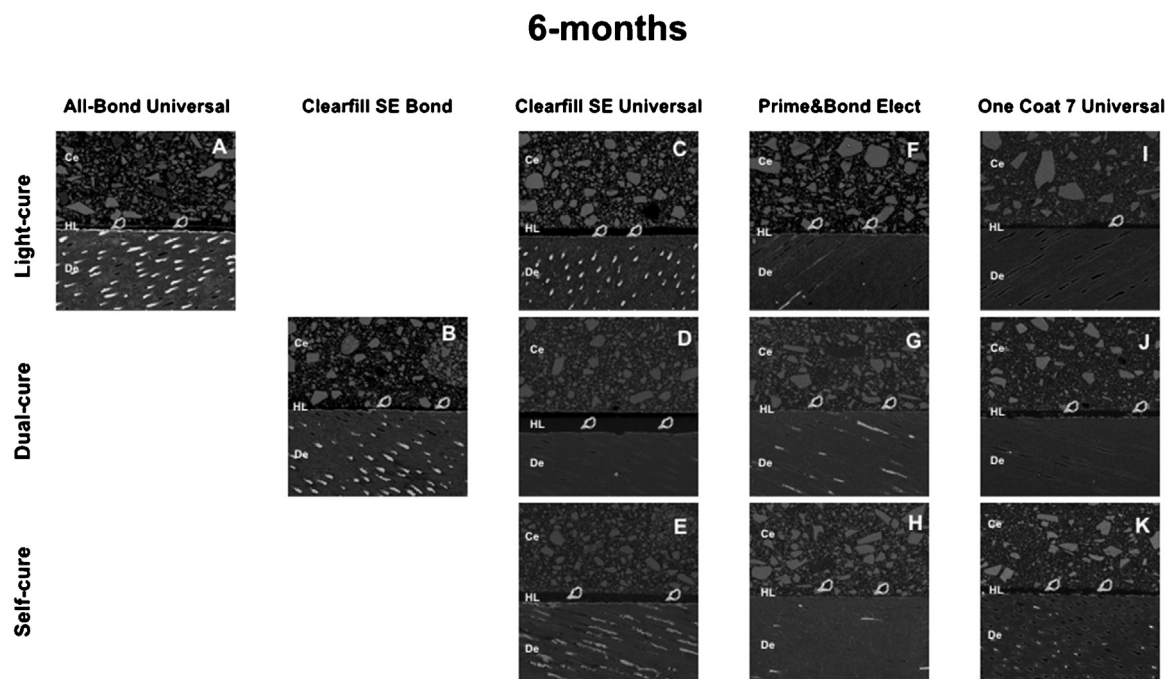 6-months
All-Bond Universal Clearfill SE Bond Clearfill SE Universal Prime&Bond Elect One Coat 7 Universal
Light-cure
A
Ce
HL
De
C
Ce
HL
De
F
Ce
HL
De
I
Ce
HL
De
Dual-cure
B
Ce
HL
De
D
Ce
HL
De
G
Ce
HL
De
J
Ce
HL
De
Self-cure
E
Ce
HL
De
H
Ce
HL
De
K
Ce
HL
De